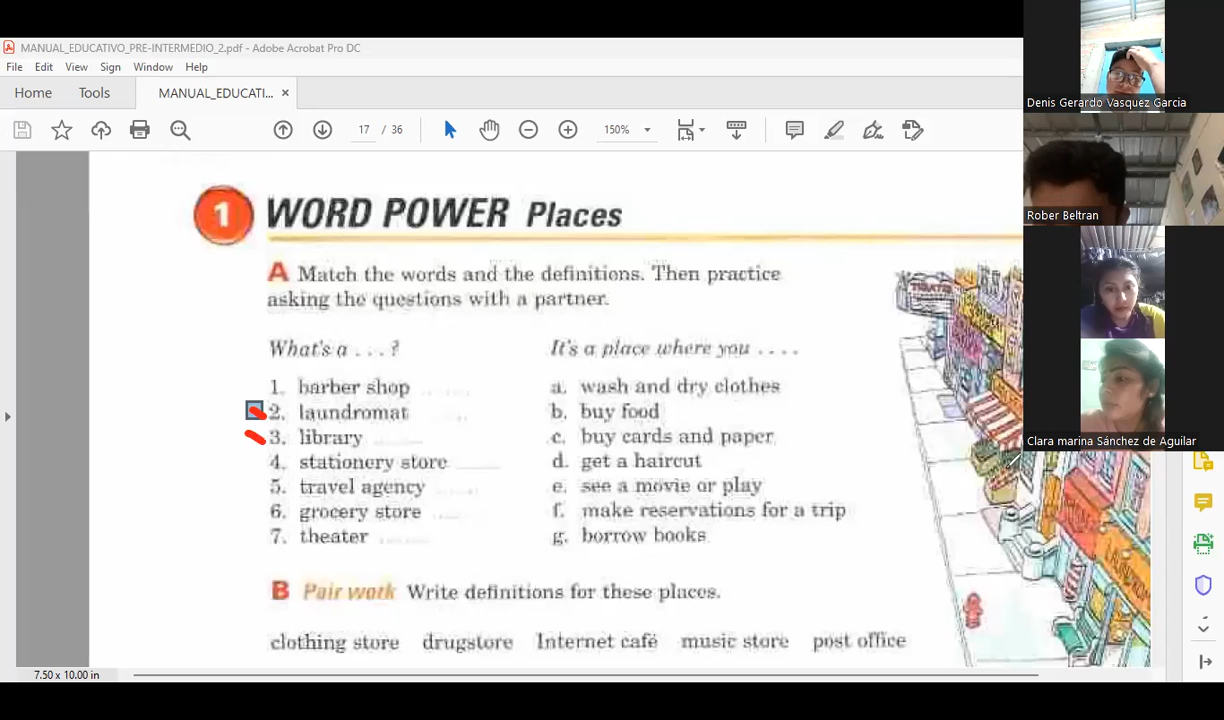 MANUAL_EDUCATIVO_PRE-INTERMEDIO_2.pdf - Adobe Acrobat Pro DC
File Edit View Sign Window Help
Home Tools MANUAL_EDUCATI... ×
17 / 36 150%
1 WORD POWER Places
A Match the words and the definitions. Then practice
asking the questions with a partner.
What's a . . . ? It's a place where you . . . .
1. barber shop ........ a. wash and dry clothes
2. laundromat ........ b. buy food
3. library ........ c. buy cards and paper
4. stationery store ........ d. get a haircut
5. travel agency ........ e. see a movie or play
6. grocery store ........ f. make reservations for a trip
7. theater ........ g. borrow books
B Pair work Write definitions for these places.
clothing store drugstore Internet café music store post office
7.50 x 10.00 in
Denis Gerardo Vasquez Garcia
Rober Beltran
Clara marina Sánchez de Aguilar